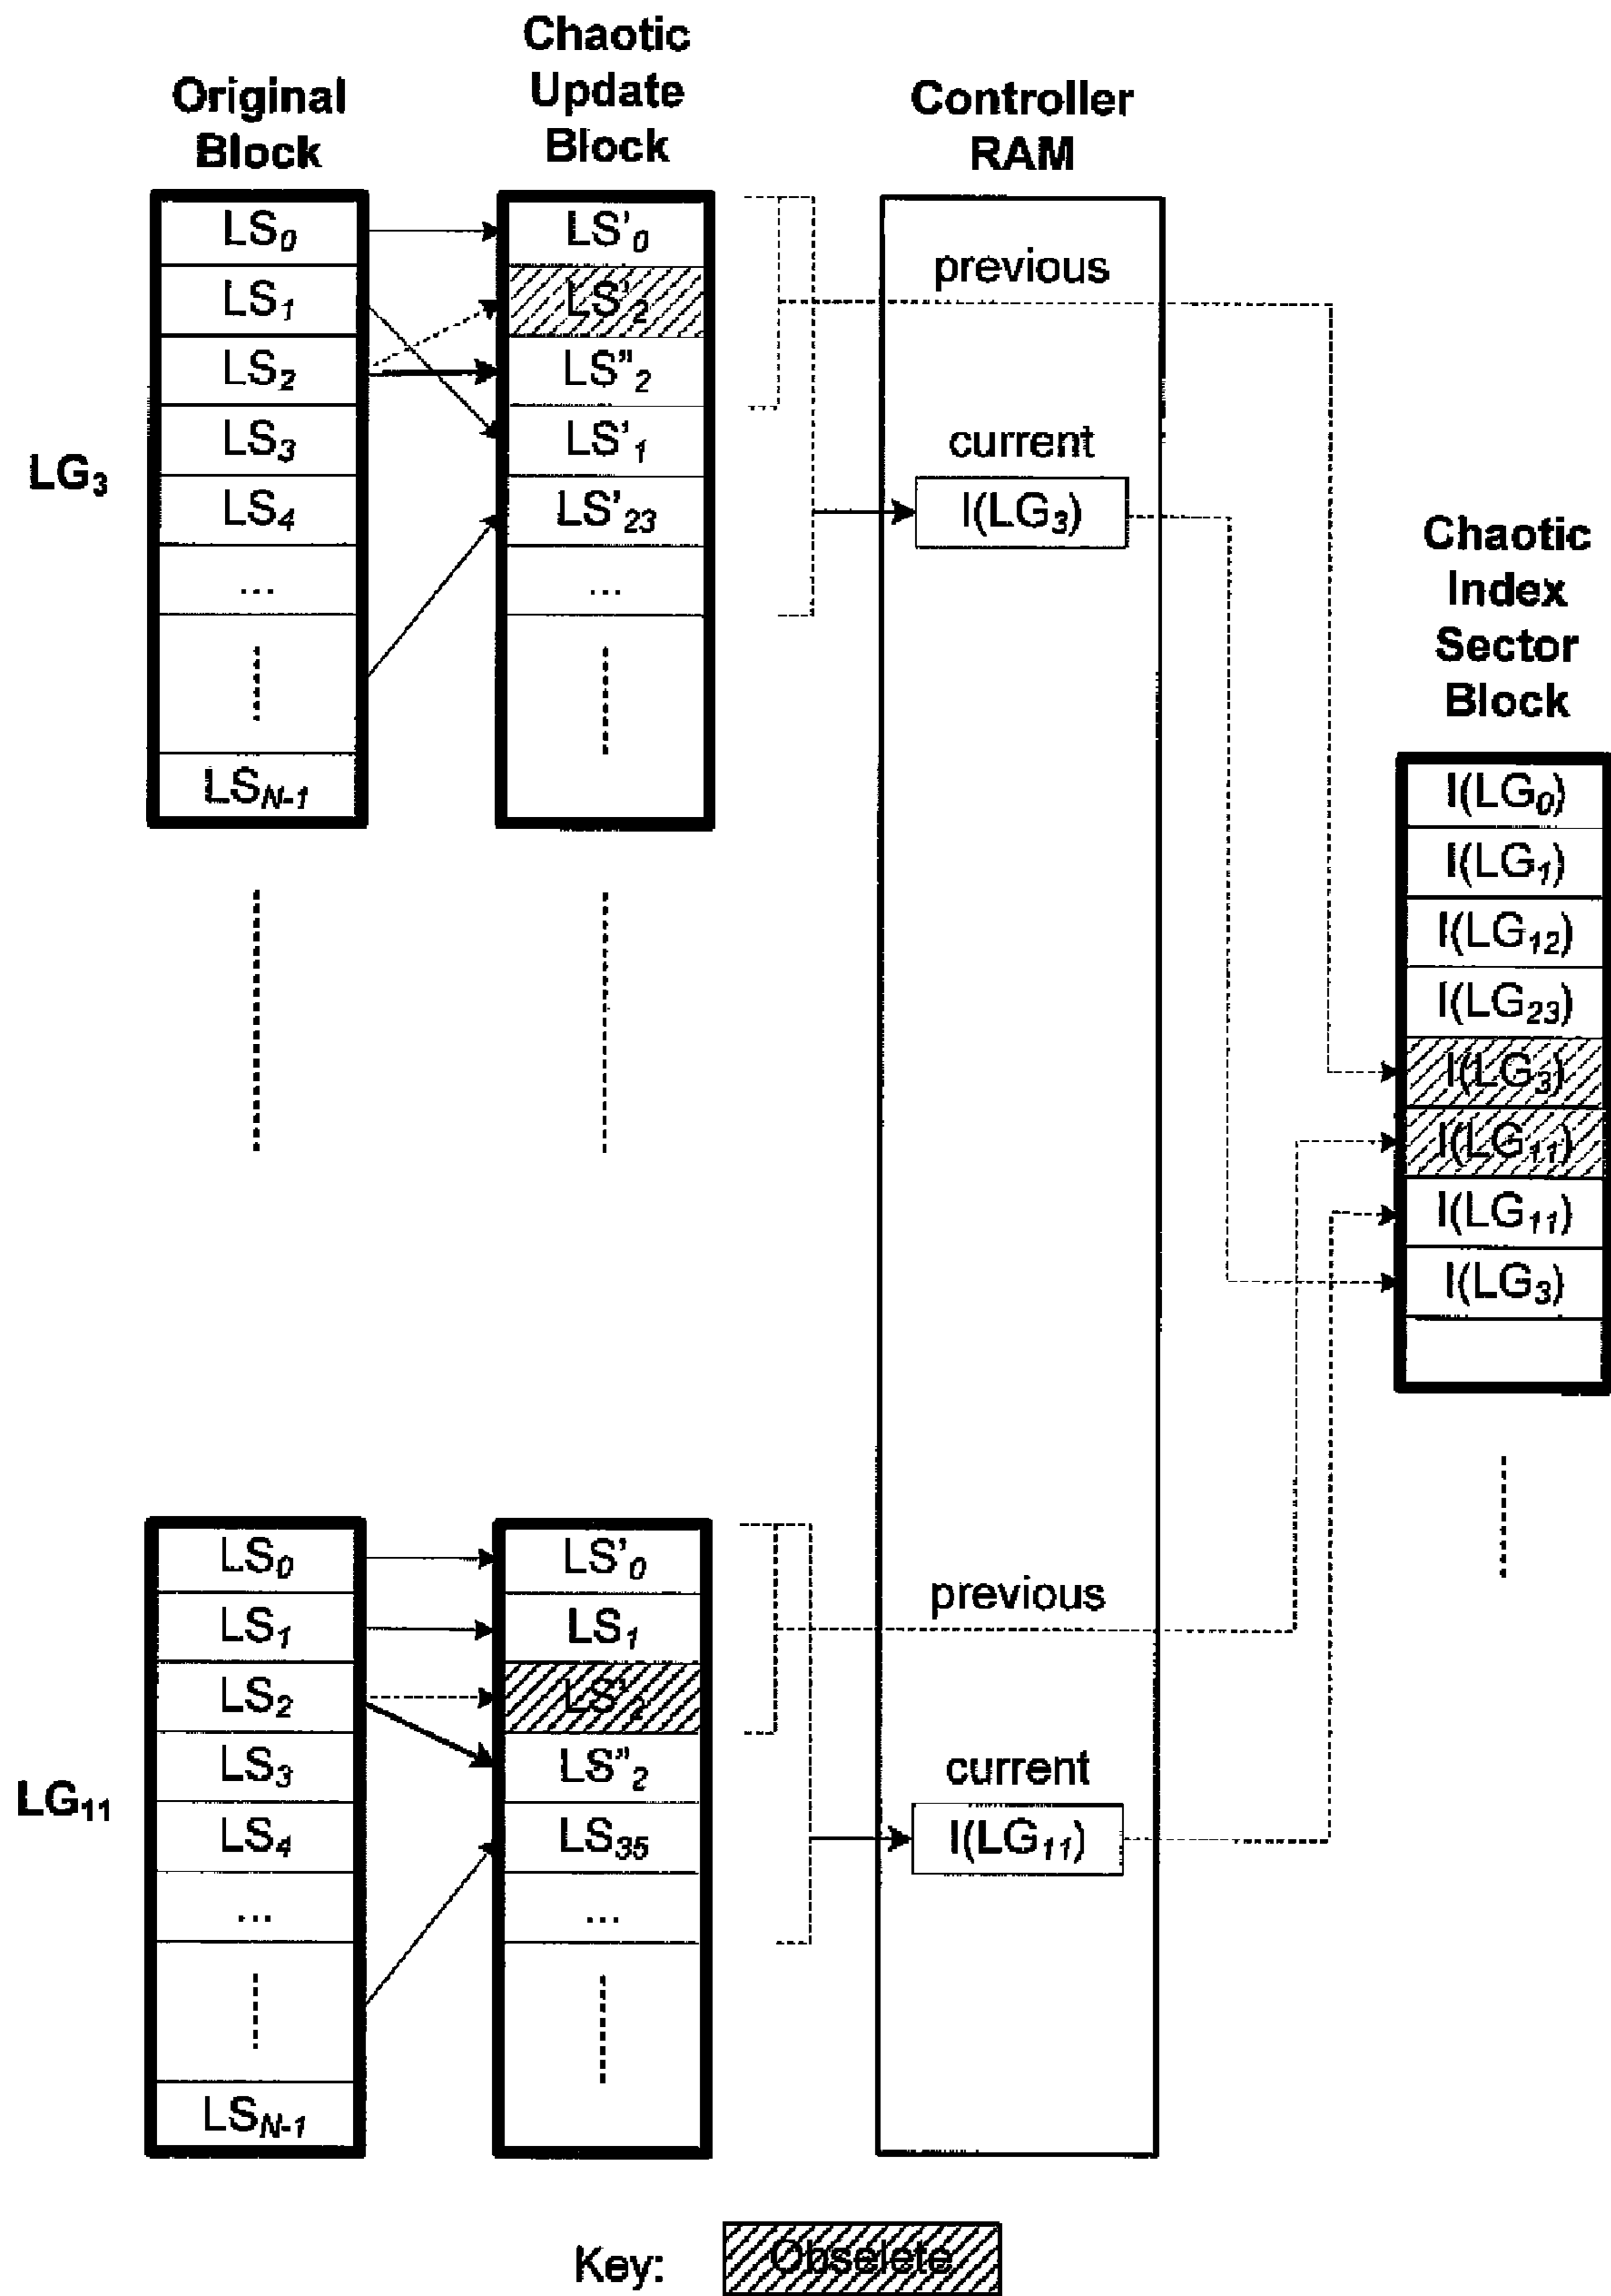 Original
Block
Chaotic
Update
Block
Controller
RAM
LG3
LS0
LS1
LS2
LS3
LS4
...
LSN-1
LS'0
LS'2
LS"2
LS'1
LS'23
...
previous
current
I(LG3)
Chaotic
Index
Sector
Block
I(LG0)
I(LG1)
I(LG12)
I(LG23)
I(LG3)
I(LG11)
I(LG11)
I(LG3)
LG11
LS0
LS1
LS2
LS3
LS4
...
LSN-1
LS'0
LS1
LS'2
LS"2
LS35
...
previous
current
I(LG11)
Key:
Obselete